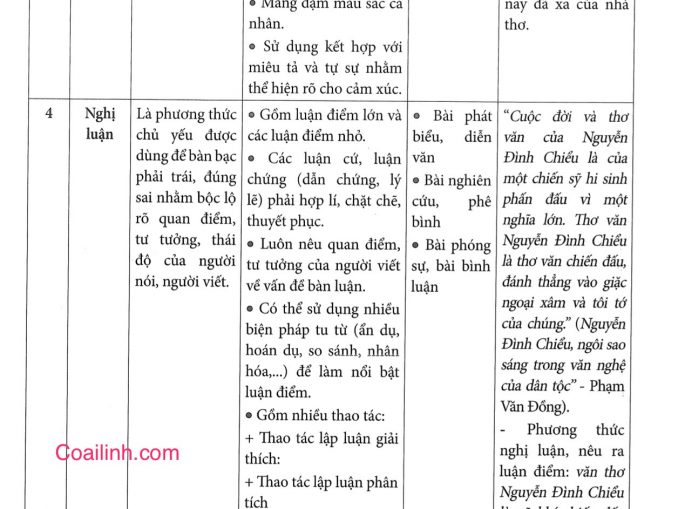 • Mang đậm màu sắc cá
nhân.
• Sử dụng kết hợp với
miêu tả và tự sự nhằm
thể hiện rõ cho cảm xúc.
nay đã xa của nhà
thơ.
4
Nghị
luận
Là phương thức
chủ yếu được
dùng để bàn bạc
phải trái, đúng
sai nhằm bộc lộ
rõ quan điểm,
tư tưởng, thái
độ của người
nói, người viết.
• Gồm luận điểm lớn và
các luận điểm nhỏ.
• Các luận cứ, luận
chứng (dẫn chứng, lý
lẽ) phải hợp lí, chặt chẽ,
thuyết phục.
• Luôn nêu quan điểm,
tư tưởng của người viết
về vấn đề bàn luận.
• Có thể sử dụng nhiều
biện pháp tu từ (ẩn dụ,
hoán dụ, so sánh, nhân
hóa,...) để làm nổi bật
luận điểm.
• Gồm nhiều thao tác:
+ Thao tác lập luận giải
thích:
+ Thao tác lập luận phân
tích
• Bài phát
biểu, diễn
văn
• Bài nghiên
cứu, phê
bình
• Bài phóng
sự, bài bình
luận
“Cuộc đời và thơ
văn của Nguyễn
Đình Chiểu là của
một chiến sỹ hi sinh
phấn đấu vì một
nghĩa lớn. Thơ văn
Nguyễn Đình Chiểu
là thơ văn chiến đấu,
đánh thẳng vào giặc
ngoại xâm và tôi tớ
của chúng.” (Nguyễn
Đình Chiểu, ngôi sao
sáng trong văn nghệ
của dân tộc” - Phạm
Văn Đồng).
- Phương thức
nghị luận, nêu ra
luận điểm: văn thơ
Nguyễn Đình Chiểu
Coailinh.com